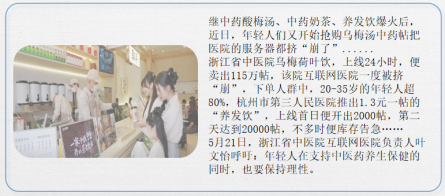 继中药酸梅汤、中药奶茶、养发饮爆火后，
近日，年轻人们又开始抢购乌梅汤中药帖把
医院的服务器都挤“崩了”......
浙江省中医院乌梅荷叶饮，上线24小时，便
卖出115万帖，该院互联网医院一度被挤
“崩”，下单人群中，20-35岁的年轻人超
80%，杭州市第三人民医院推出1.3元一帖的
“养发饮”，上线首日便开出2000帖，第二
天达到20000帖，不多时便库存告急……
5月21日，浙江省中医院互联网医院负责人叶
文怡呼吁：年轻人在支持中医药养生保健的
同时，也要保持理性。